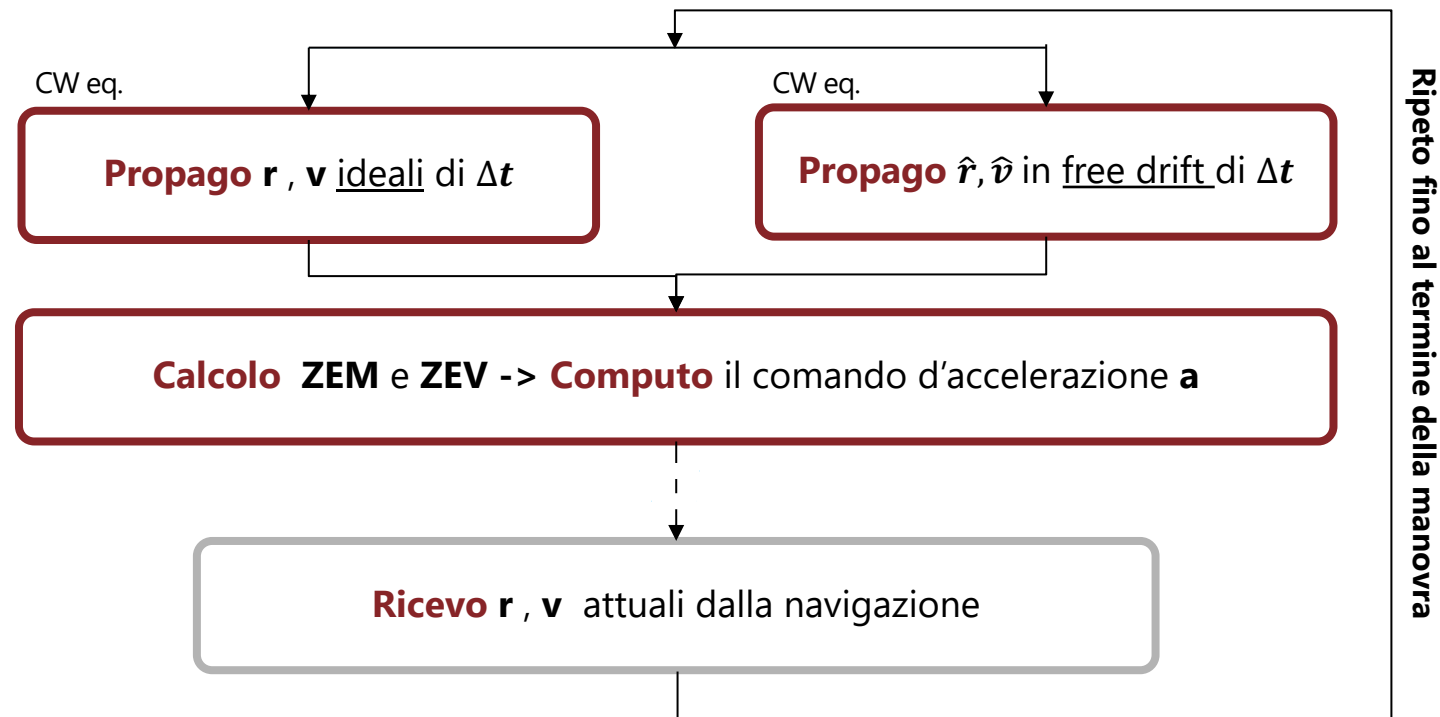 CW eq.
CW eq.
Propago r , v ideali di Δt
Propago r̂, v̂ in free drift di Δt
Calcolo ZEM e ZEV -> Computo il comando d’accelerazione a
Ricevo r , v attuali dalla navigazione
Ripeto fino al termine della manovra